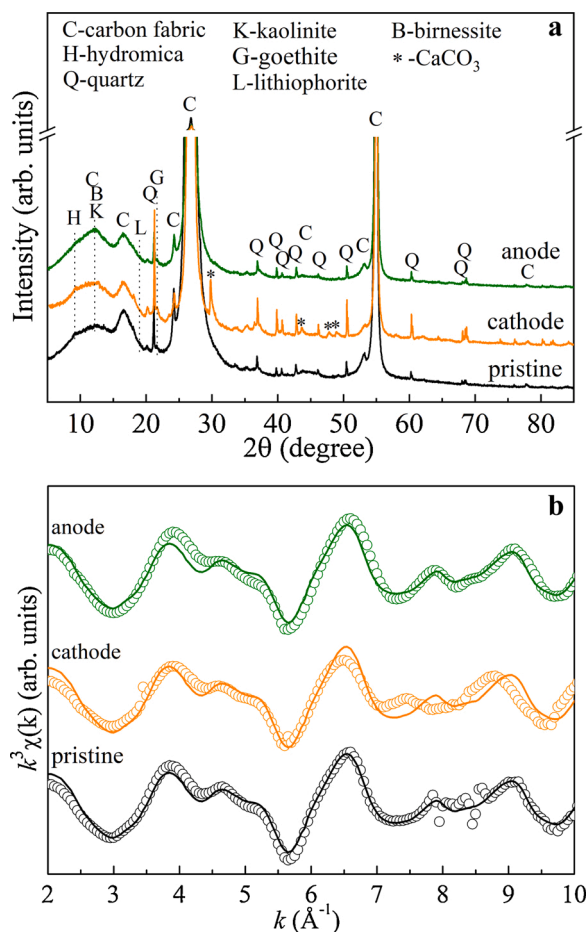 C-carbon fabric K-kaolinite B-birnessite a
H-hydromica G-goethite * -CaCO₃
Q-quartz L-lithiophorite
Intensity (arb. units)
C C
C G
B Q
H K C L C * Q Q Q Q C Q Q C Q Q Q C
anode
* * *
cathode
pristine
10 20 30 40 50 60 70 80
2θ (degree)
b
anode
cathode
pristine
k³χ(k) (arb. units)
2 3 4 5 6 7 8 9 10
k (Å⁻¹)